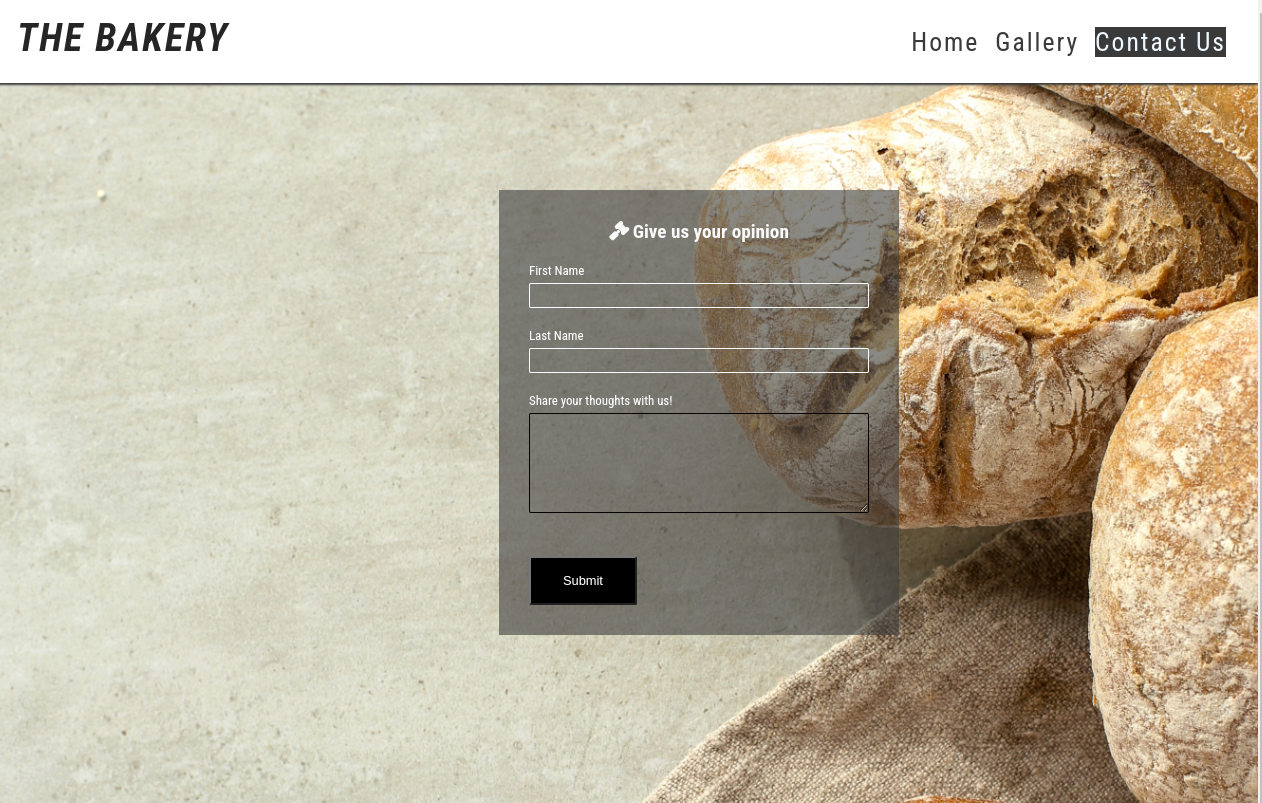 THE BAKERY
Home Gallery Contact Us
Give us your opinion
First Name
Last Name
Share your thoughts with us!
Submit